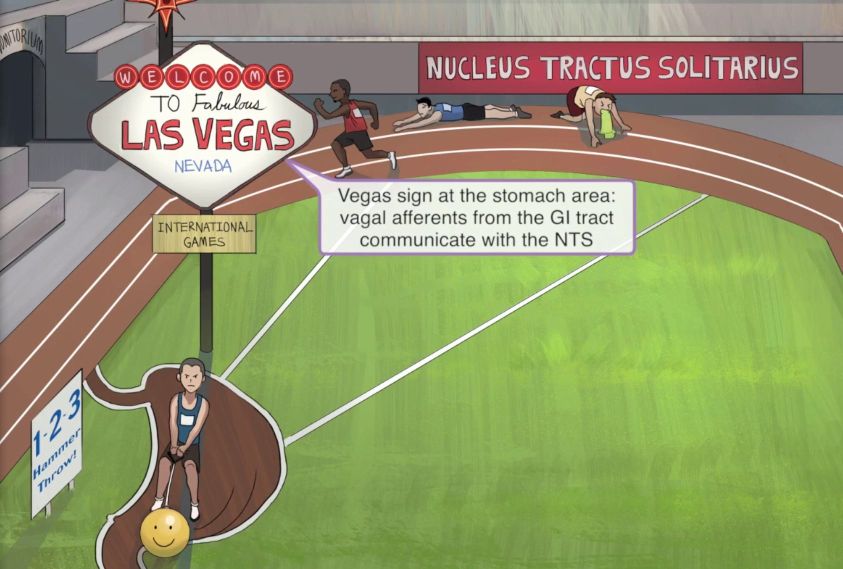 WELCOME
TO Fabulous
LAS VEGAS
NEVADA
INTERNATIONAL
GAMES
NUCLEUS TRACTUS SOLITARIUS
Vegas sign at the stomach area:
vagal afferents from the GI tract
communicate with the NTS
1-2-3
Hammer
Throw!